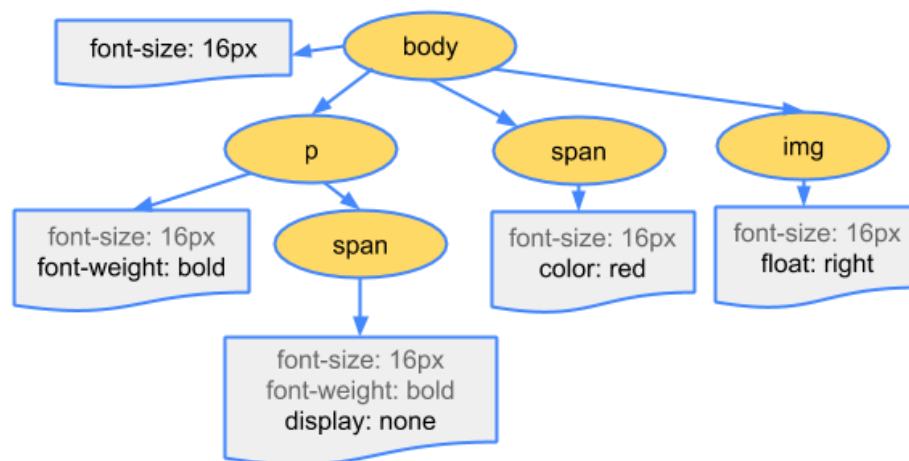 body
font-size: 16px
p
span
img
font-size: 16px
font-weight: bold
span
font-size: 16px
color: red
font-size: 16px
float: right
font-size: 16px
font-weight: bold
display: none